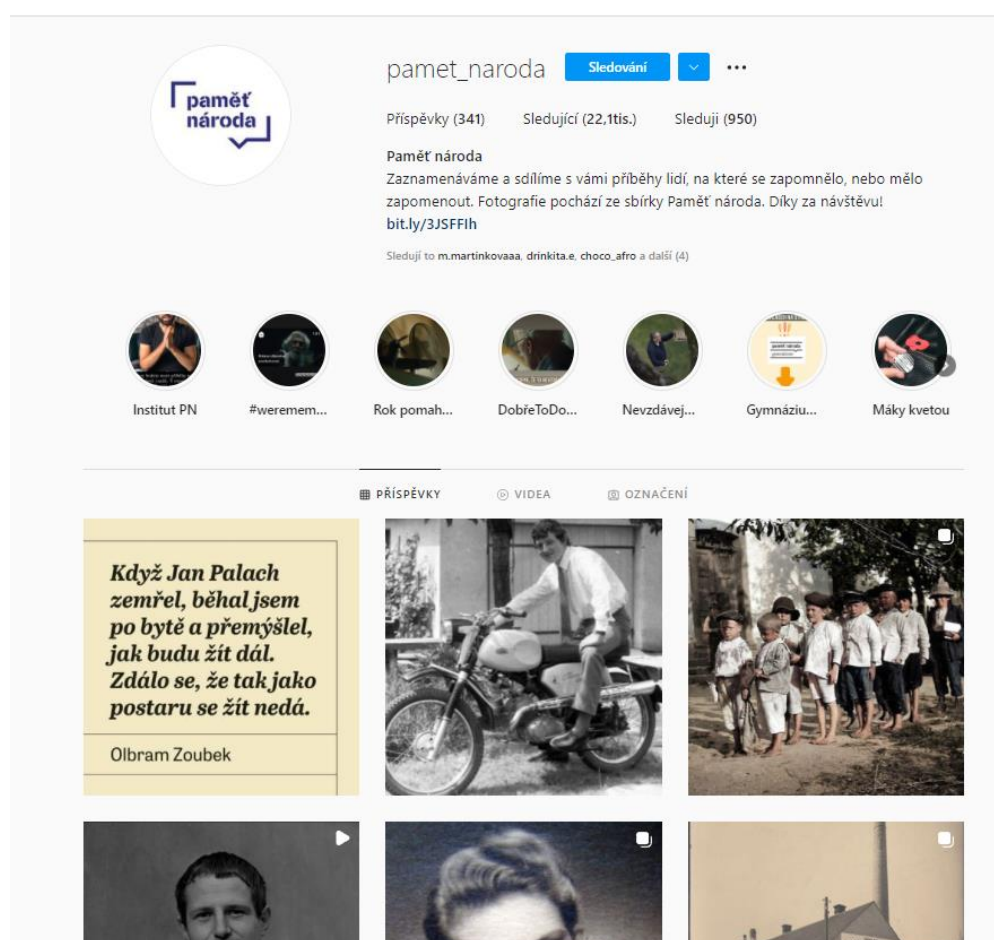 paměť
národa
pamet_naroda
Sledování
Příspěvky (341) Sledující (22,1tis.) Sleduji (950)
Paměť národa
Zaznamenáváme a sdílíme s vámi příběhy lidí, na které se zapomnělo, nebo mělo
zapomenout. Fotografie pochází ze sbírky Paměť národa. Díky za návštěvu!
bit.ly/3JSFFIh
Sledují to m.martinkovaaa, drinkita.e, choco_afro a další (4)
Institut PN #weremem... Rok pomah... DobřeToDo... Nevzdávej... Gymnáziu... Máky kvetou
PŘÍSPĚVKY VIDEA OZNAČENÍ
Když Jan Palach
zemřel, běhal jsem
po bytě a přemýšlel,
jak budu žít dál.
Zdálo se, že tak jako
postaru se žít nedá.
Olbram Zoubek